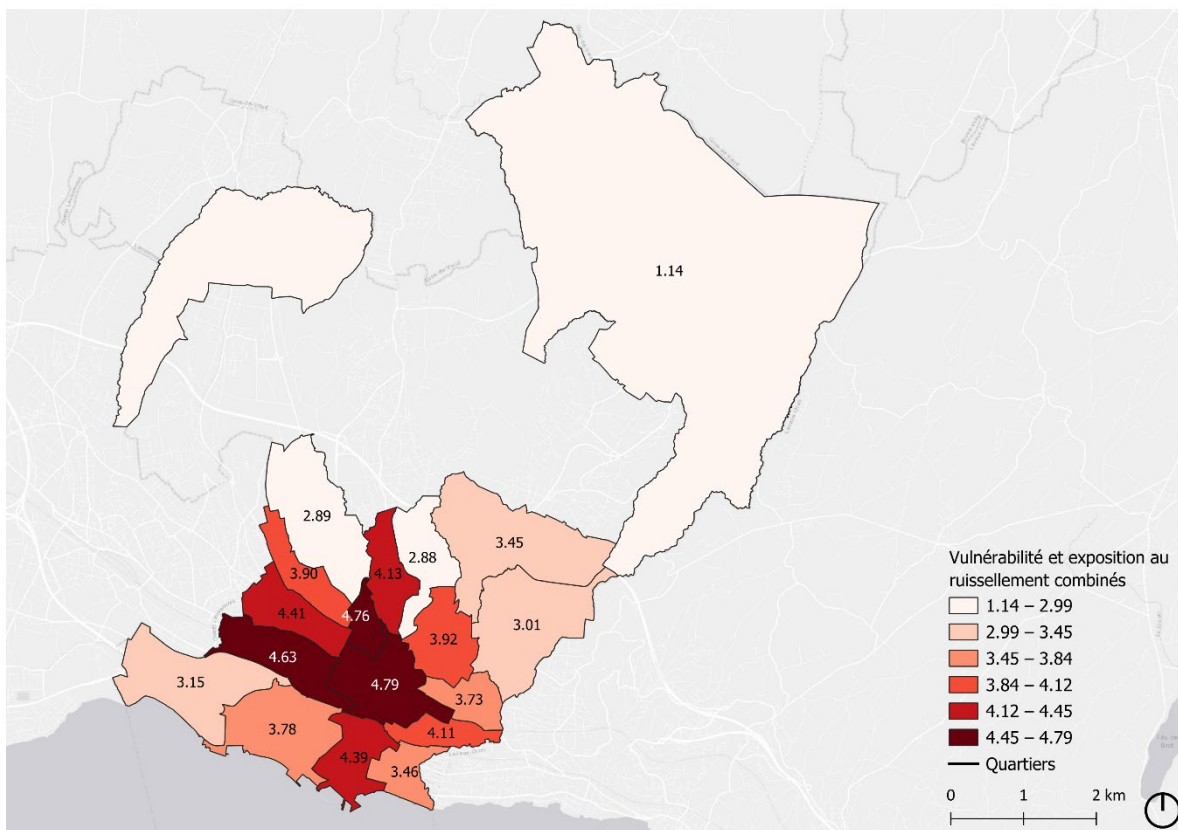 1.14
2.89
2.88
3.45
3.90
4.13
4.76
4.41
3.01
3.92
4.63
4.79
3.15
3.73
3.78
4.11
4.39
3.46
Vulnérabilité et exposition au
ruissellement combinés
1.14 – 2.99
2.99 – 3.45
3.45 – 3.84
3.84 – 4.12
4.12 – 4.45
4.45 – 4.79
Quartiers
0 1 2 km